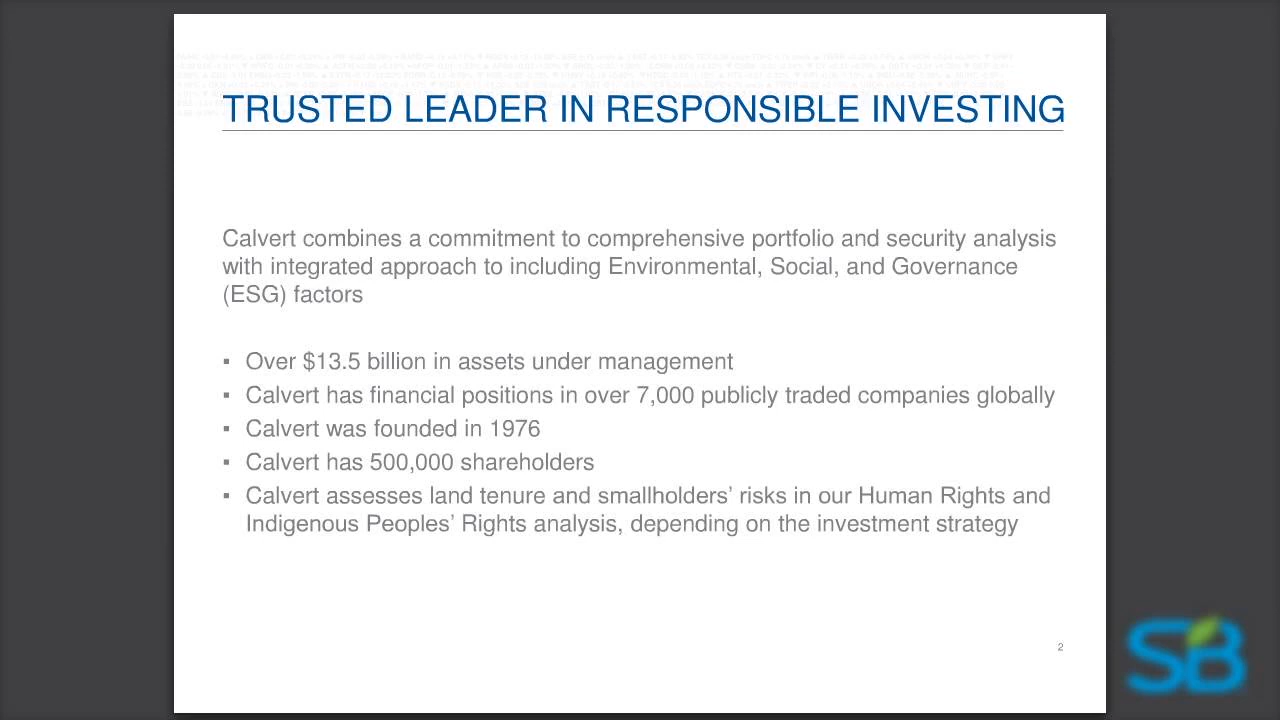 TRUSTED LEADER IN RESPONSIBLE INVESTING
Calvert combines a commitment to comprehensive portfolio and security analysis
with integrated approach to including Environmental, Social, and Governance
(ESG) factors
▪ Over $13.5 billion in assets under management
▪ Calvert has financial positions in over 7,000 publicly traded companies globally
▪ Calvert was founded in 1976
▪ Calvert has 500,000 shareholders
▪ Calvert assesses land tenure and smallholders’ risks in our Human Rights and
Indigenous Peoples’ Rights analysis, depending on the investment strategy
2
SB